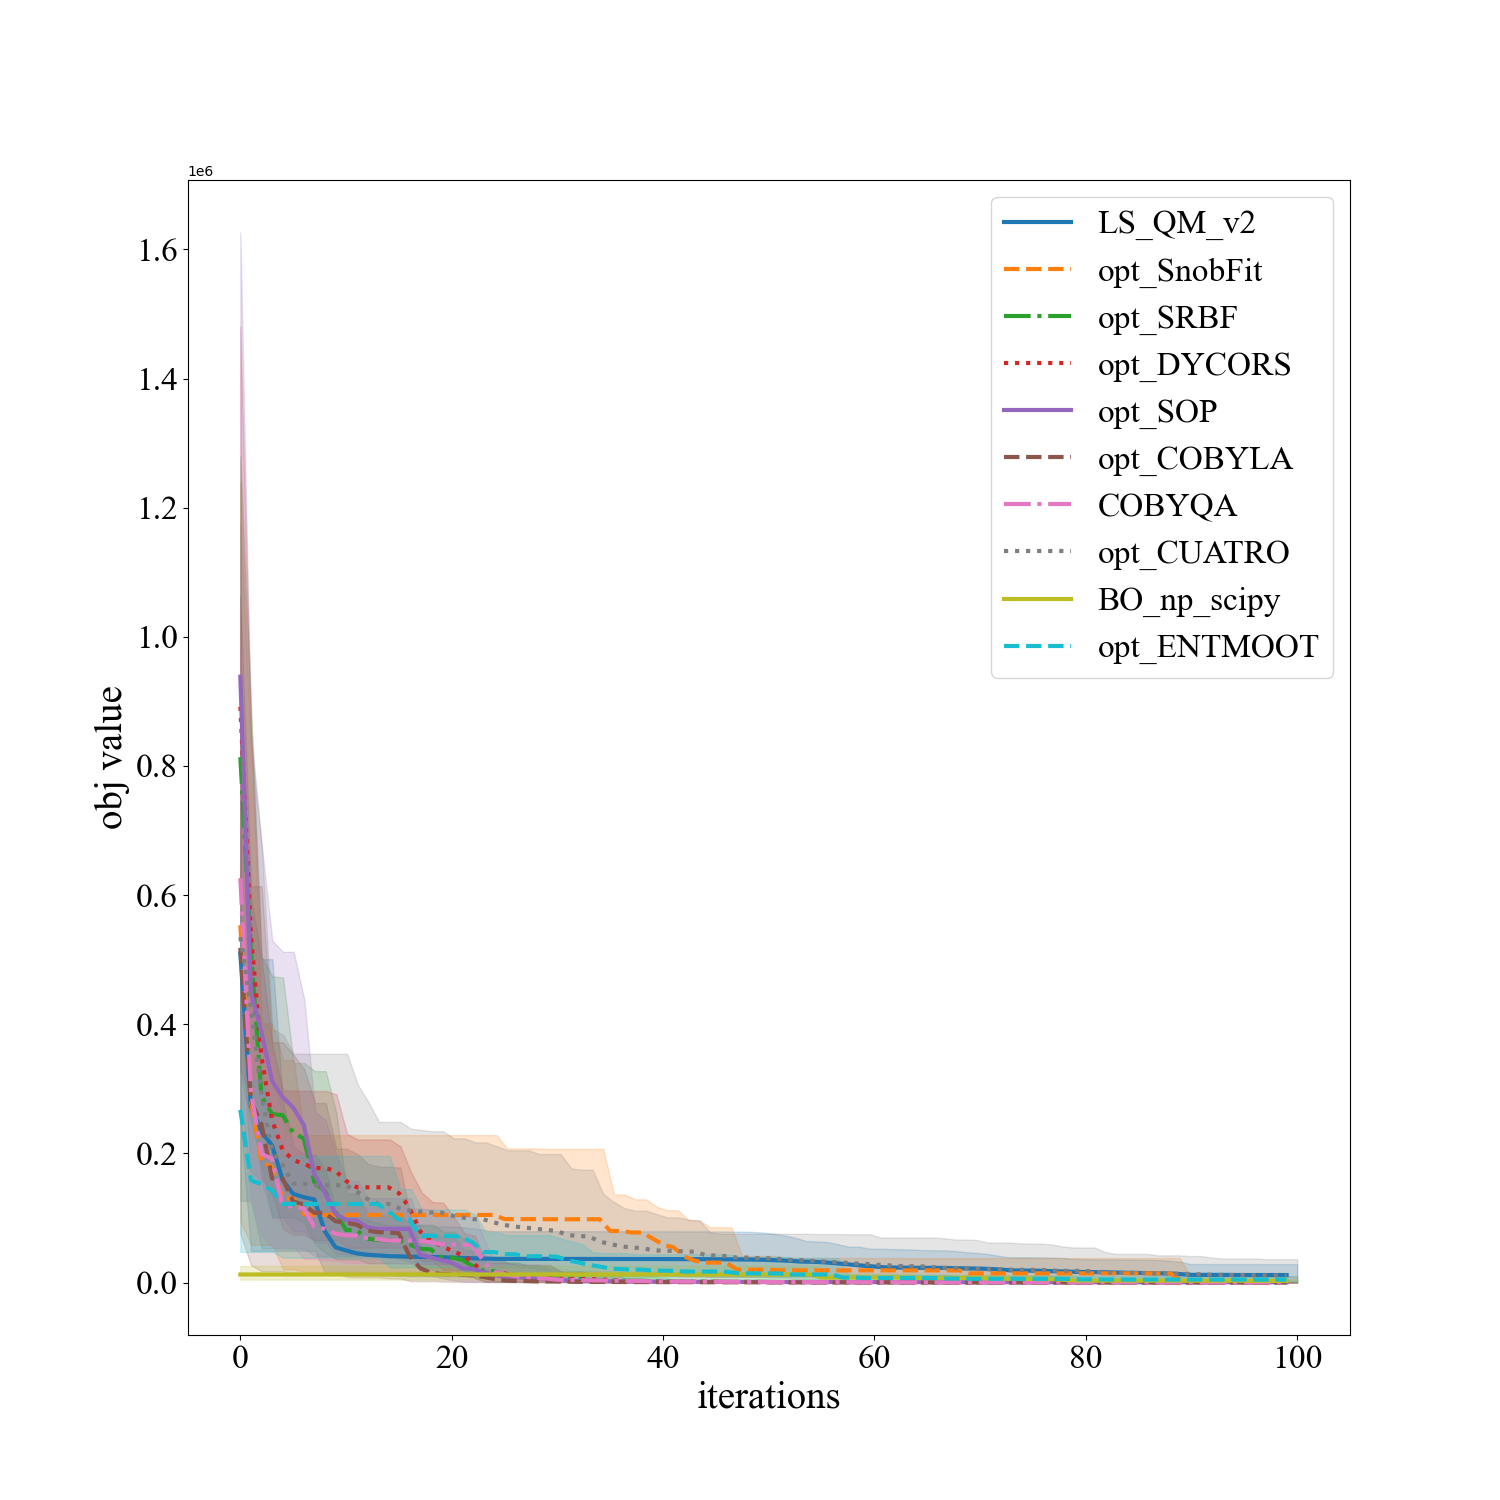 1e6
1.6
1.4
1.2
1.0
0.8
0.6
0.4
0.2
0.0
obj value
0 20 40 60 80 100
iterations
LS_QM_v2
opt_SnobFit
opt_SRBF
opt_DYCORS
opt_SOP
opt_COBYLA
COBYQA
opt_CUATRO
BO_np_scipy
opt_ENTMOOT